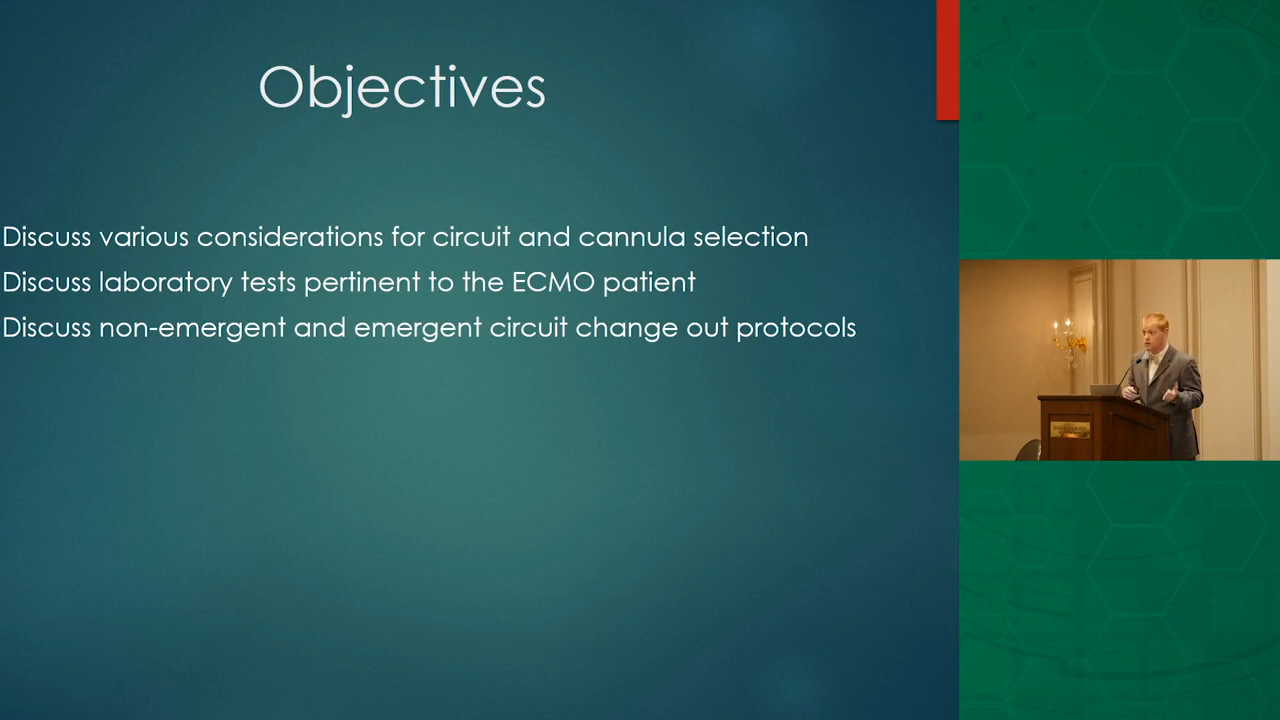 Objectives
Discuss various considerations for circuit and cannula selection
Discuss laboratory tests pertinent to the ECMO patient
Discuss non-emergent and emergent circuit change out protocols